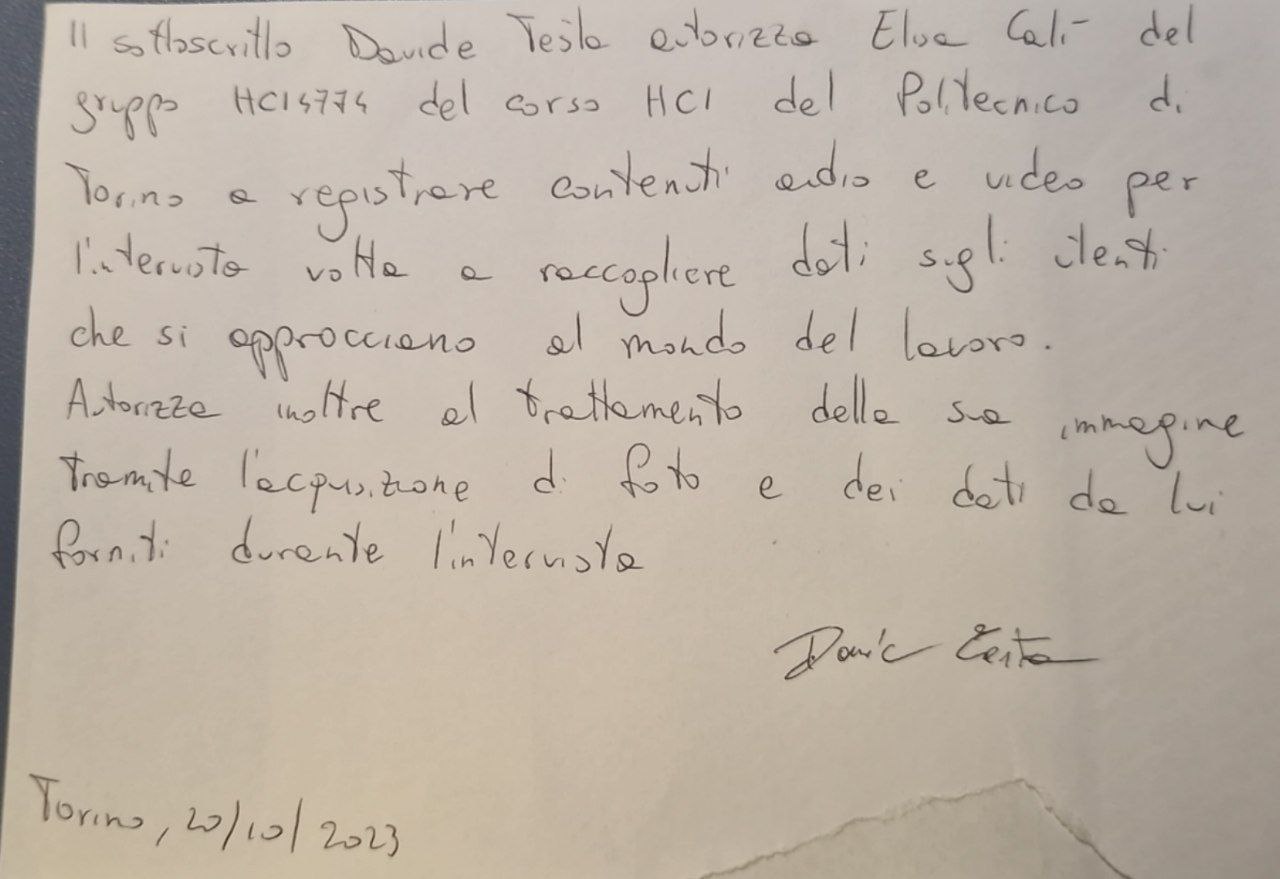 Il sottoscritto Davide Testa autorizza Elisa Calì del
gruppo HCI4774 del corso HCI del Politecnico di
Torino a registrare contenuti audio e video per
l'intervista volta a raccogliere dati sugli utenti
che si approcciano al mondo del lavoro.
Autorizza inoltre al trattamento della sua immagine
tramite l'acquisizione di foto e dei dati da lui
forniti durante l'intervista
Davide Testa
Torino, 20/10/2023